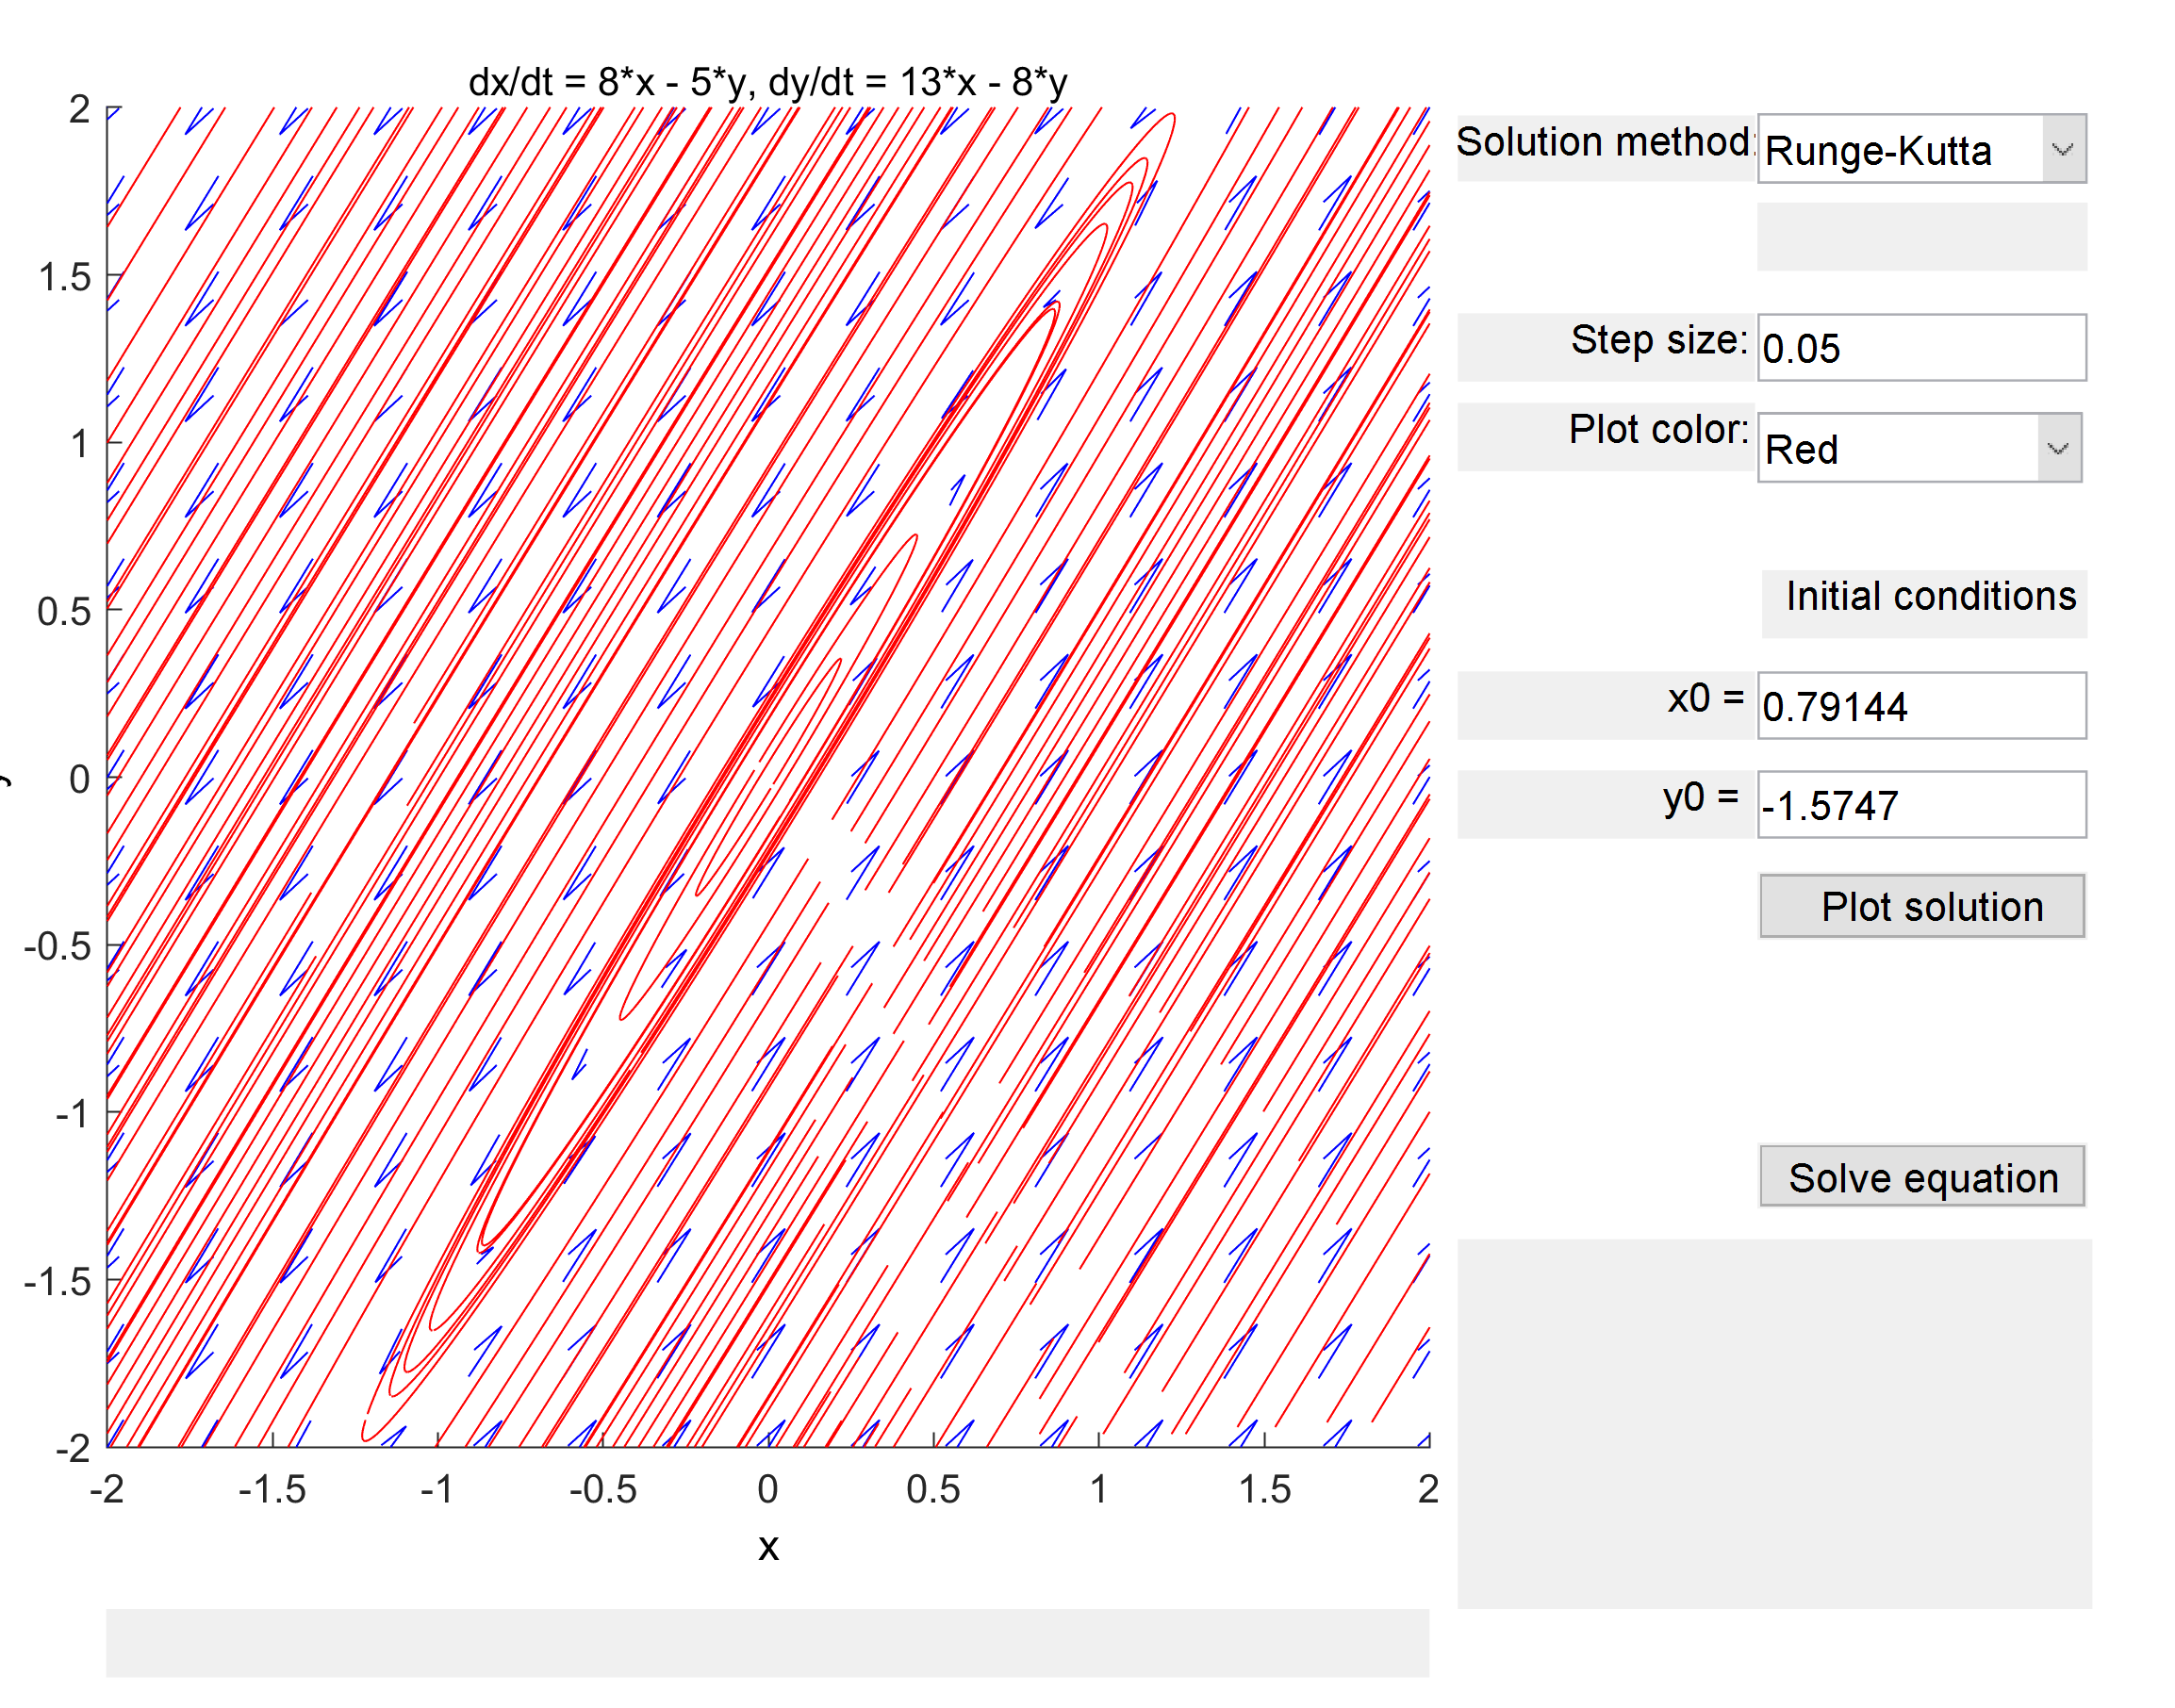 dx/dt = 8*x - 5*y, dy/dt = 13*x - 8*y
2
1.5
1
0.5
0
-0.5
-1
-1.5
-2
-2
-1.5
-1
-0.5
0
0.5
1
1.5
2
x
Solution method:
Runge-Kutta
Step size:
0.05
Plot color:
Red
Initial conditions
x0 =
0.79144
y0 =
-1.5747
Plot solution
Solve equation